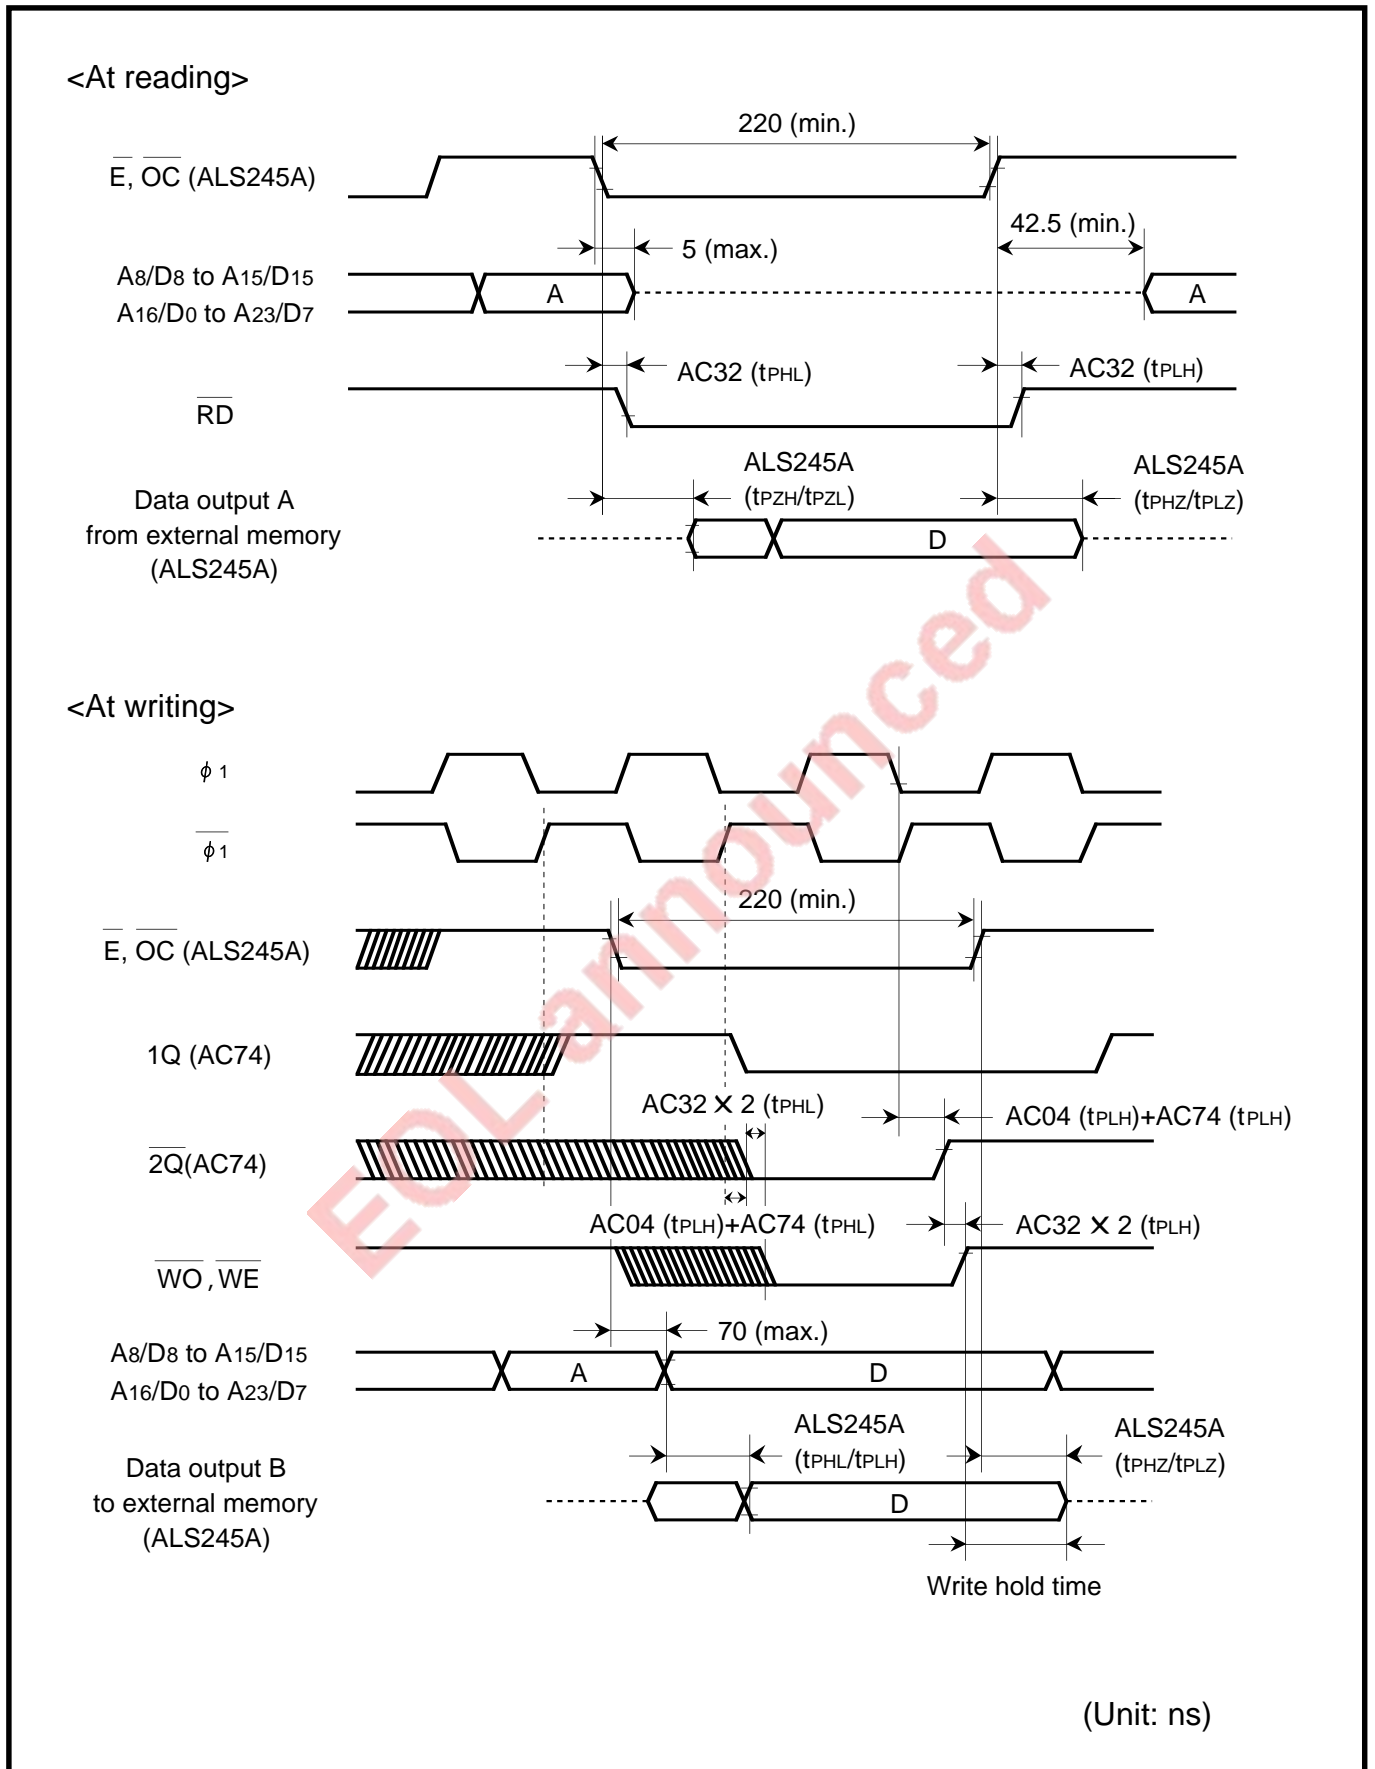 <At reading>
220 (min.)
E, OC (ALS245A)
42.5 (min.)
5 (max.)
A8/D8 to A15/D15
A16/D0 to A23/D7
A
A
AC32 (tPHL)
AC32 (tPLH)
RD
ALS245A
(tPZH/tPZL)
ALS245A
(tPHZ/tPLZ)
Data output A
from external memory
(ALS245A)
D
<At writing>
φ 1
φ 1
220 (min.)
E, OC (ALS245A)
1Q (AC74)
AC32 × 2 (tPHL)
AC04 (tPLH)+AC74 (tPLH)
2Q(AC74)
AC04 (tPLH)+AC74 (tPHL)
AC32 × 2 (tPLH)
WO, WE
70 (max.)
A8/D8 to A15/D15
A16/D0 to A23/D7
A
D
ALS245A
(tPHL/tPLH)
ALS245A
(tPHZ/tPLZ)
Data output B
to external memory
(ALS245A)
D
Write hold time
(Unit: ns)
EOL announced